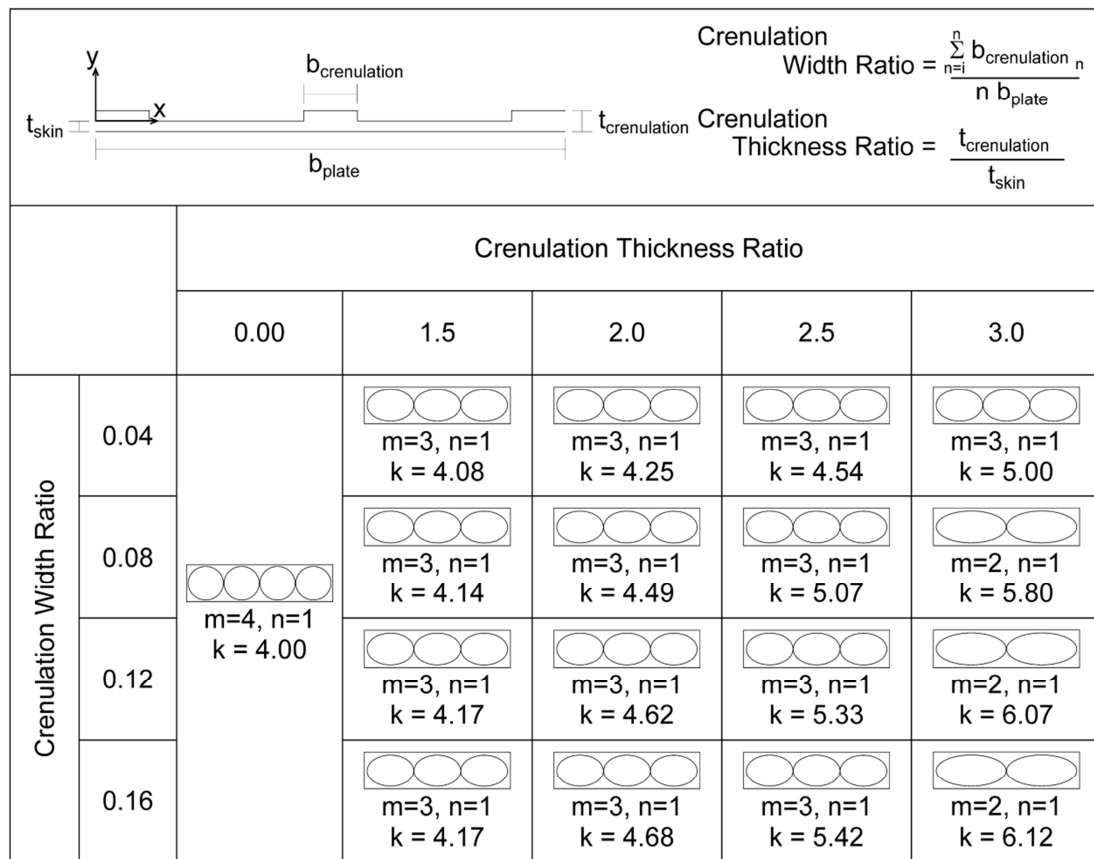 y
x
b_crenulation
t_skin
t_crenulation
b_plate
Crenulation
Width Ratio = n∑n=i b_crenulation n / n b_plate
Crenulation
Thickness Ratio = t_crenulation / t_skin
Crenulation Thickness Ratio
0.00 1.5 2.0 2.5 3.0
Crenulation Width Ratio
0.04
m=3, n=1 m=3, n=1 m=3, n=1 m=3, n=1
k = 4.08 k = 4.25 k = 4.54 k = 5.00
0.08
m=3, n=1 m=3, n=1 m=3, n=1 m=2, n=1
k = 4.14 k = 4.49 k = 5.07 k = 5.80
m=4, n=1
k = 4.00
0.12
m=3, n=1 m=3, n=1 m=3, n=1 m=2, n=1
k = 4.17 k = 4.62 k = 5.33 k = 6.07
0.16
m=3, n=1 m=3, n=1 m=3, n=1 m=2, n=1
k = 4.17 k = 4.68 k = 5.42 k = 6.12